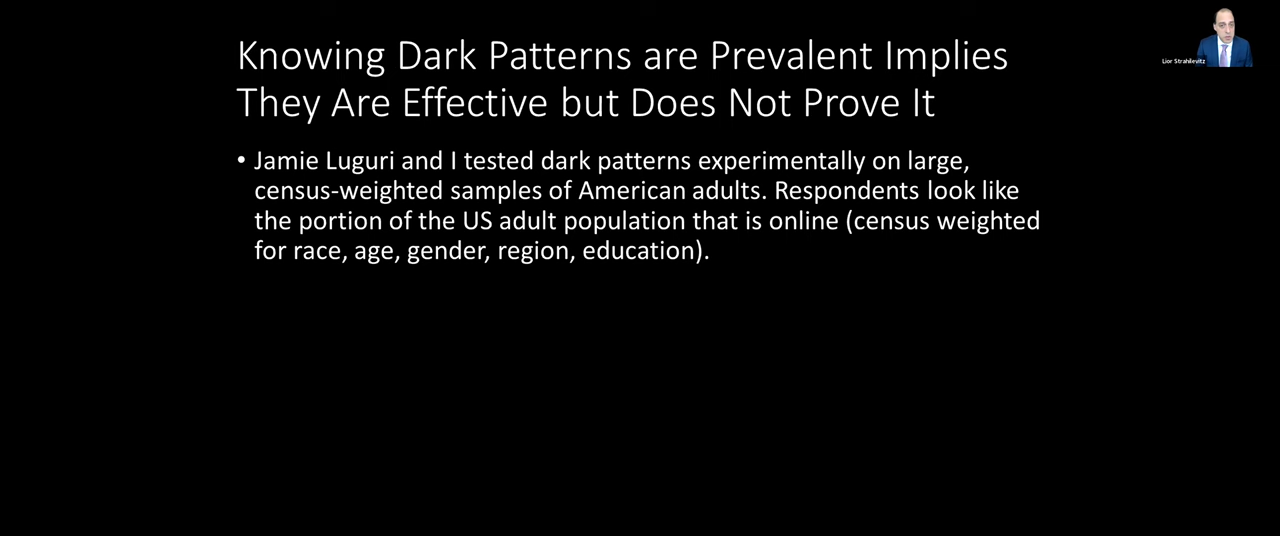 Knowing Dark Patterns are Prevalent Implies
They Are Effective but Does Not Prove It
• Jamie Luguri and I tested dark patterns experimentally on large,
census-weighted samples of American adults. Respondents look like
the portion of the US adult population that is online (census weighted
for race, age, gender, region, education).
Lior Strahilevitz